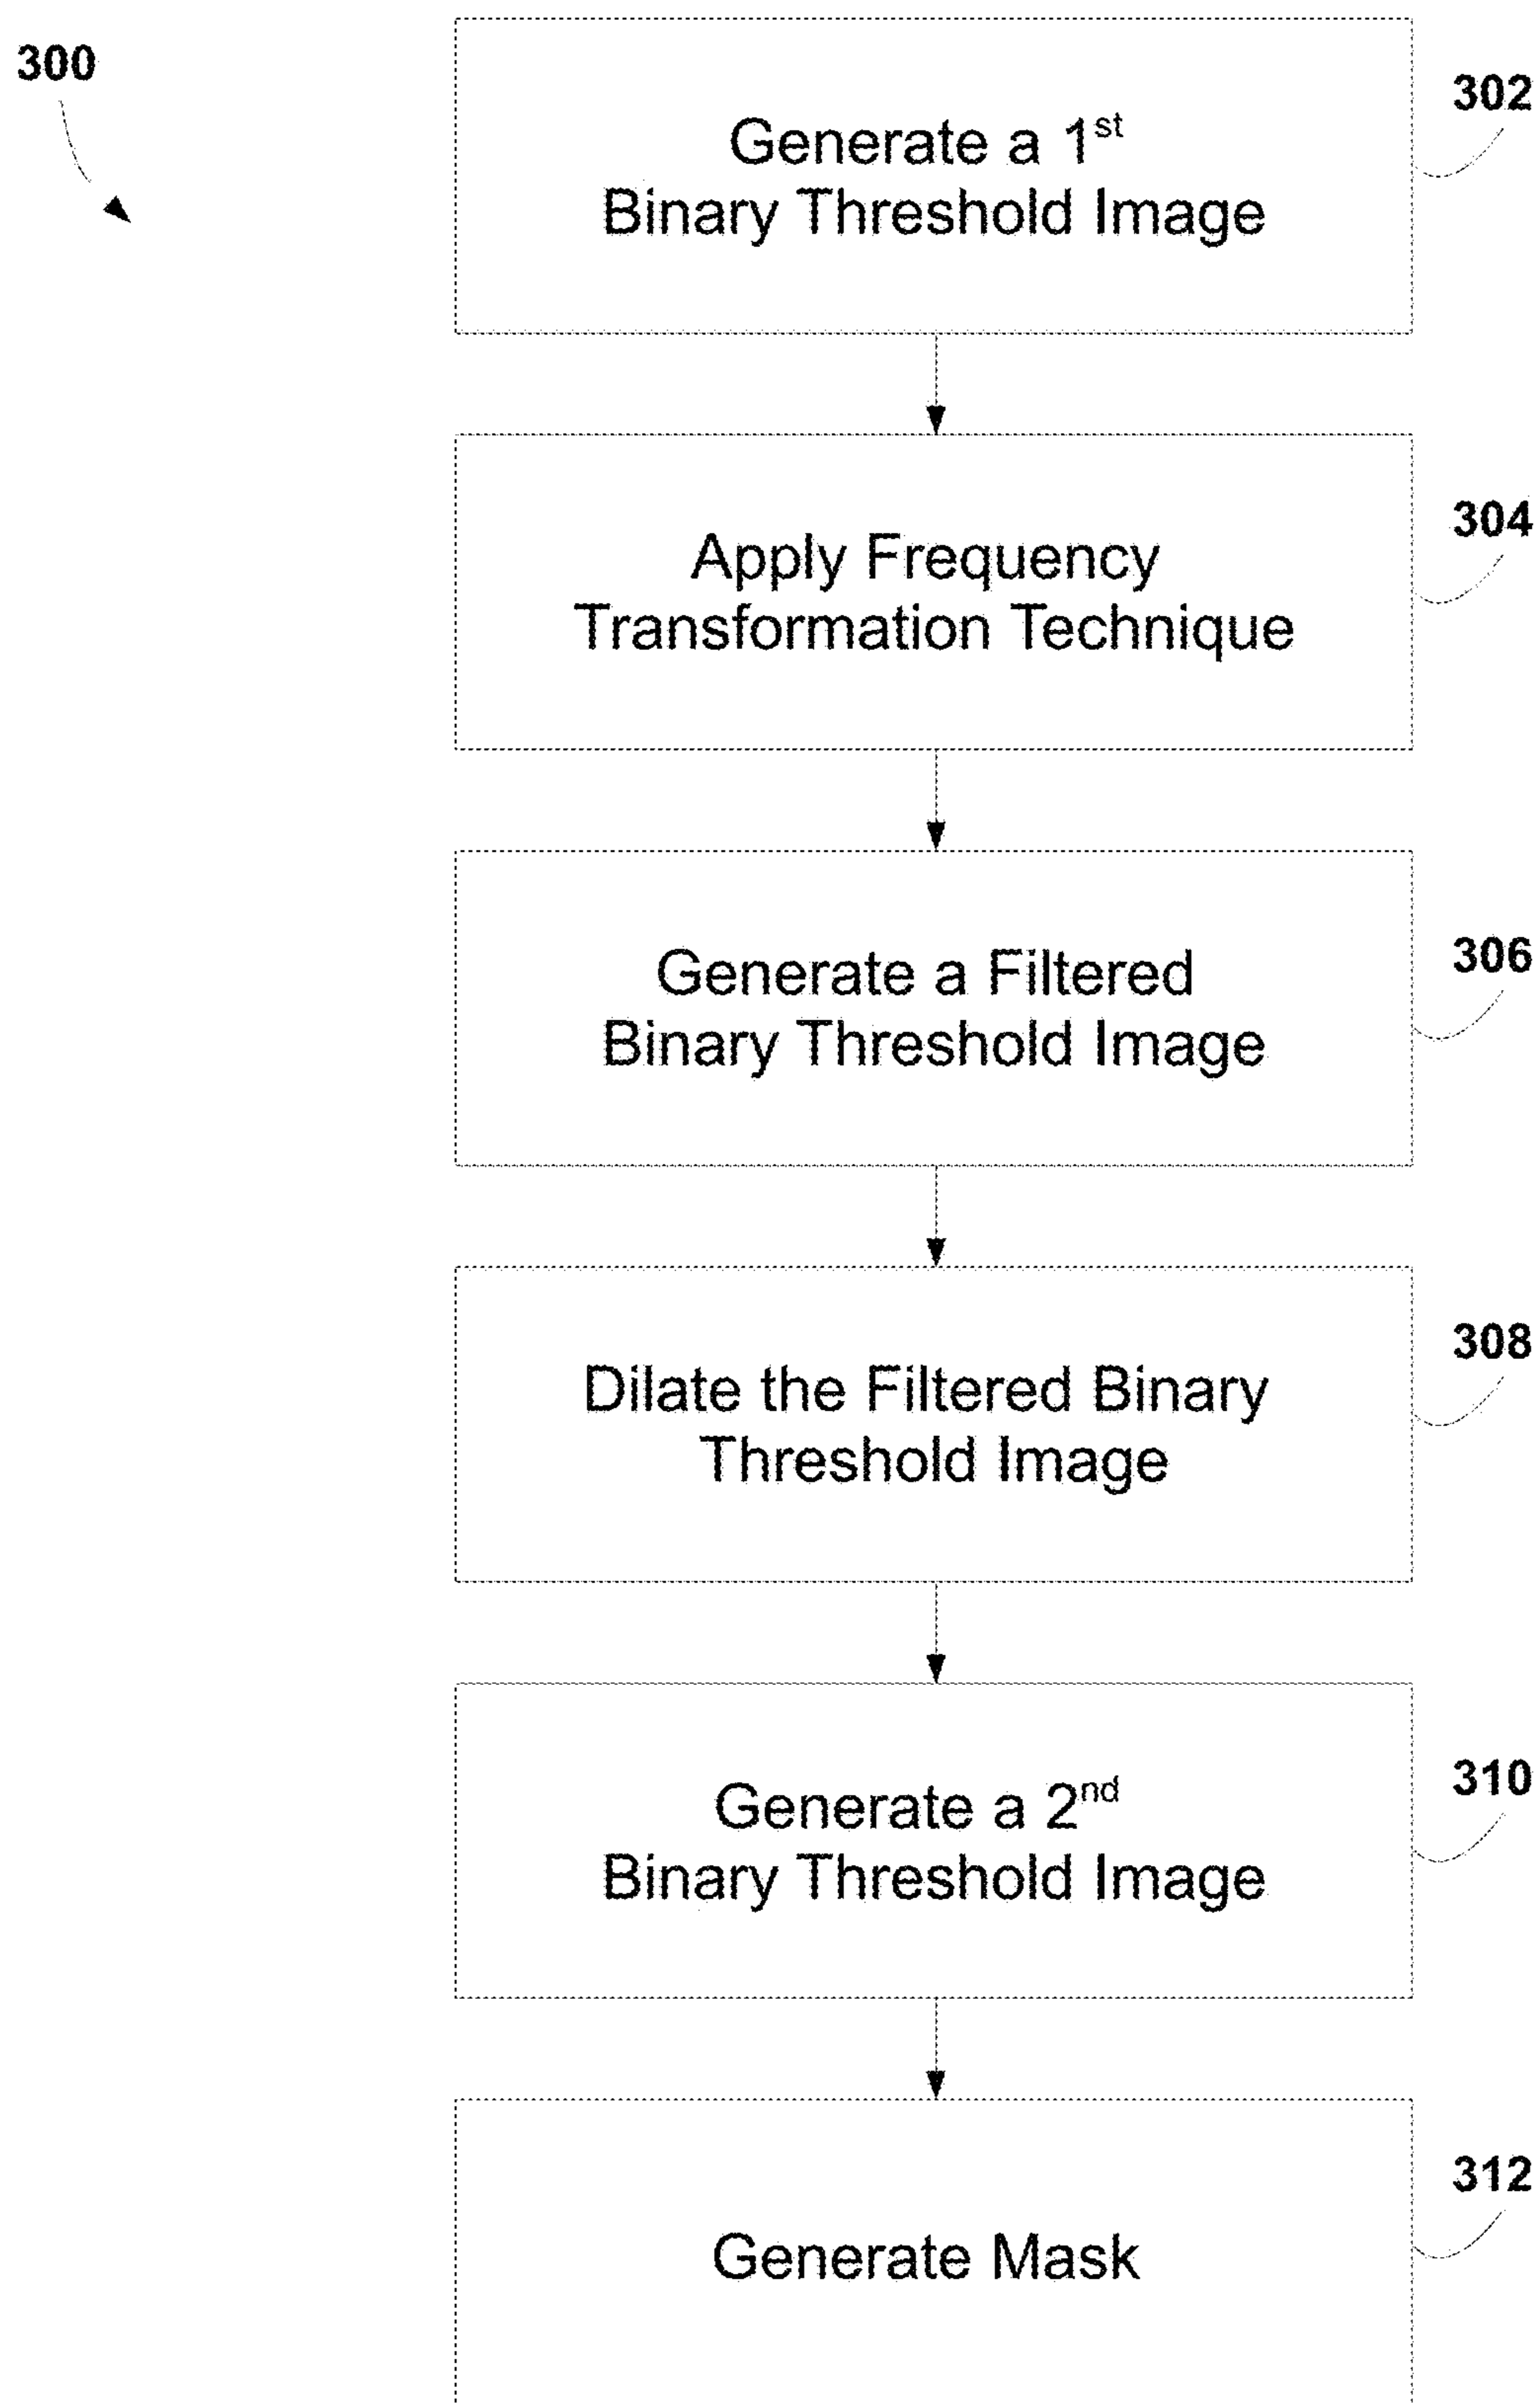 300
302
Generate a 1st
Binary Threshold Image
304
Apply Frequency
Transformation Technique
306
Generate a Filtered
Binary Threshold Image
308
Dilate the Filtered Binary
Threshold Image
310
Generate a 2nd
Binary Threshold Image
312
Generate Mask